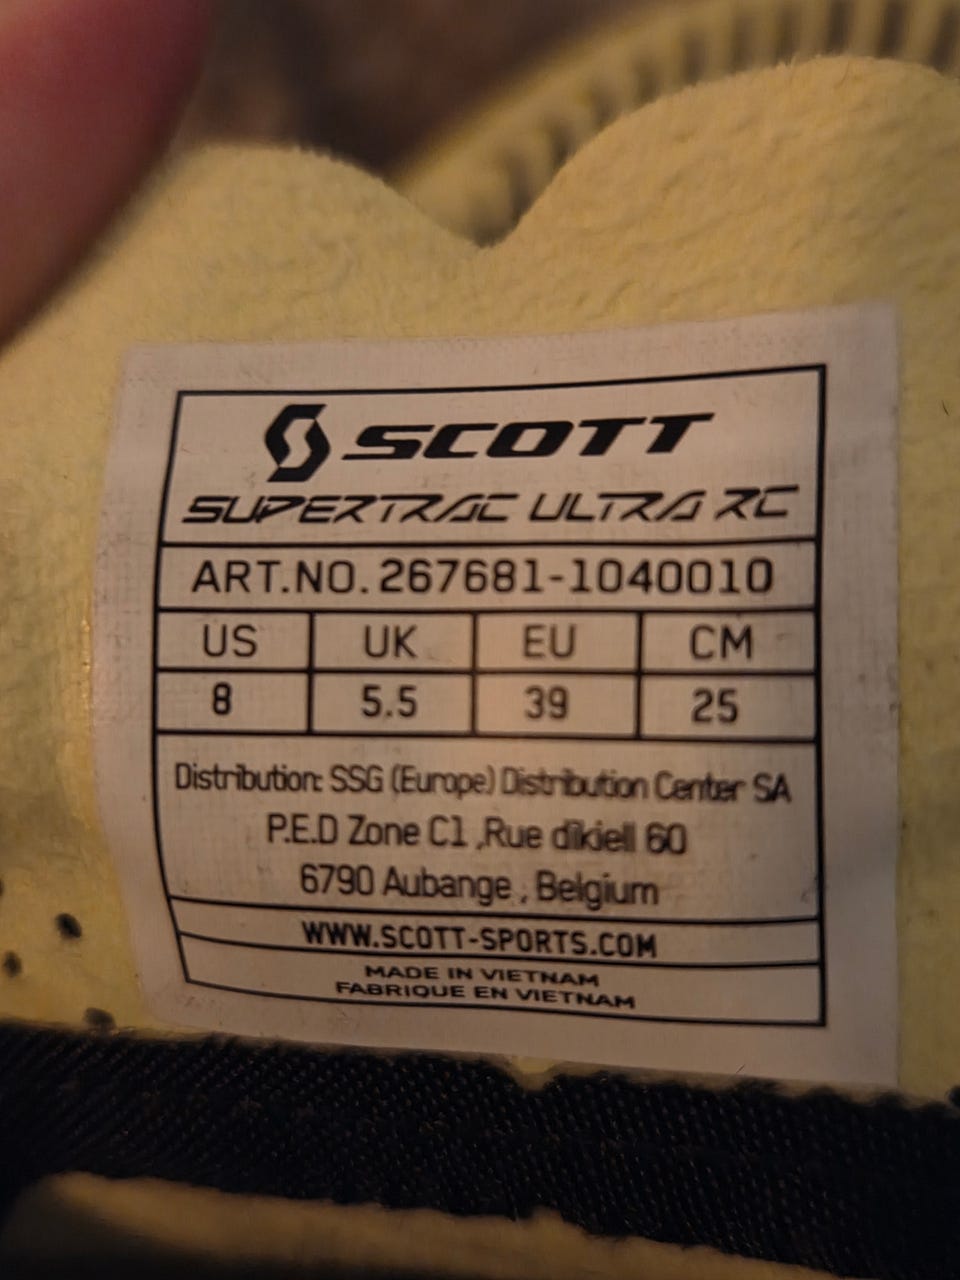 SCOTT
SUPERTRAC ULTRA RC
ART.NO. 267681-1040010
US UK EU CM
8 5.5 39 25
Distribution: SSG (Europe) Distribution Center SA
P.E.D Zone C1 ,Rue dikiell 60
6790 Aubange , Belgium
WWW.SCOTT-SPORTS.COM
MADE IN VIETNAM
FABRIQUE EN VIETNAM